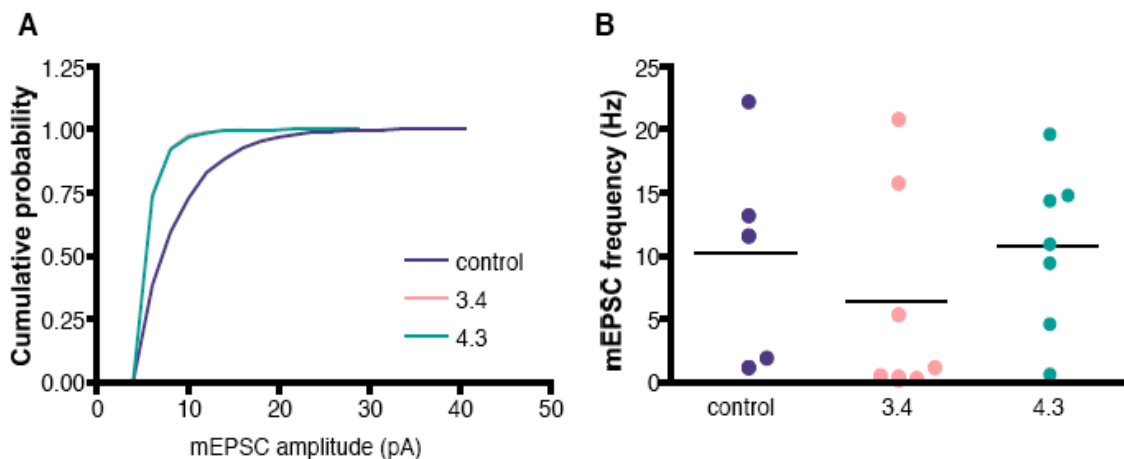 A
Cumulative probability
1.25
1.00
0.75
0.50
0.25
0.00
0 10 20 30 40 50
mEPSC amplitude (pA)
control
3.4
4.3
B
mEPSC frequency (Hz)
25
20
15
10
5
0
control 3.4 4.3